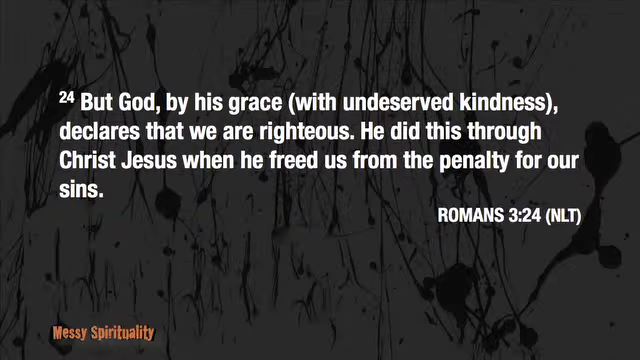 24 But God, by his grace (with undeserved kindness),
declares that we are righteous. He did this through
Christ Jesus when he freed us from the penalty for our
sins.
ROMANS 3:24 (NLT)
Messy Spirituality